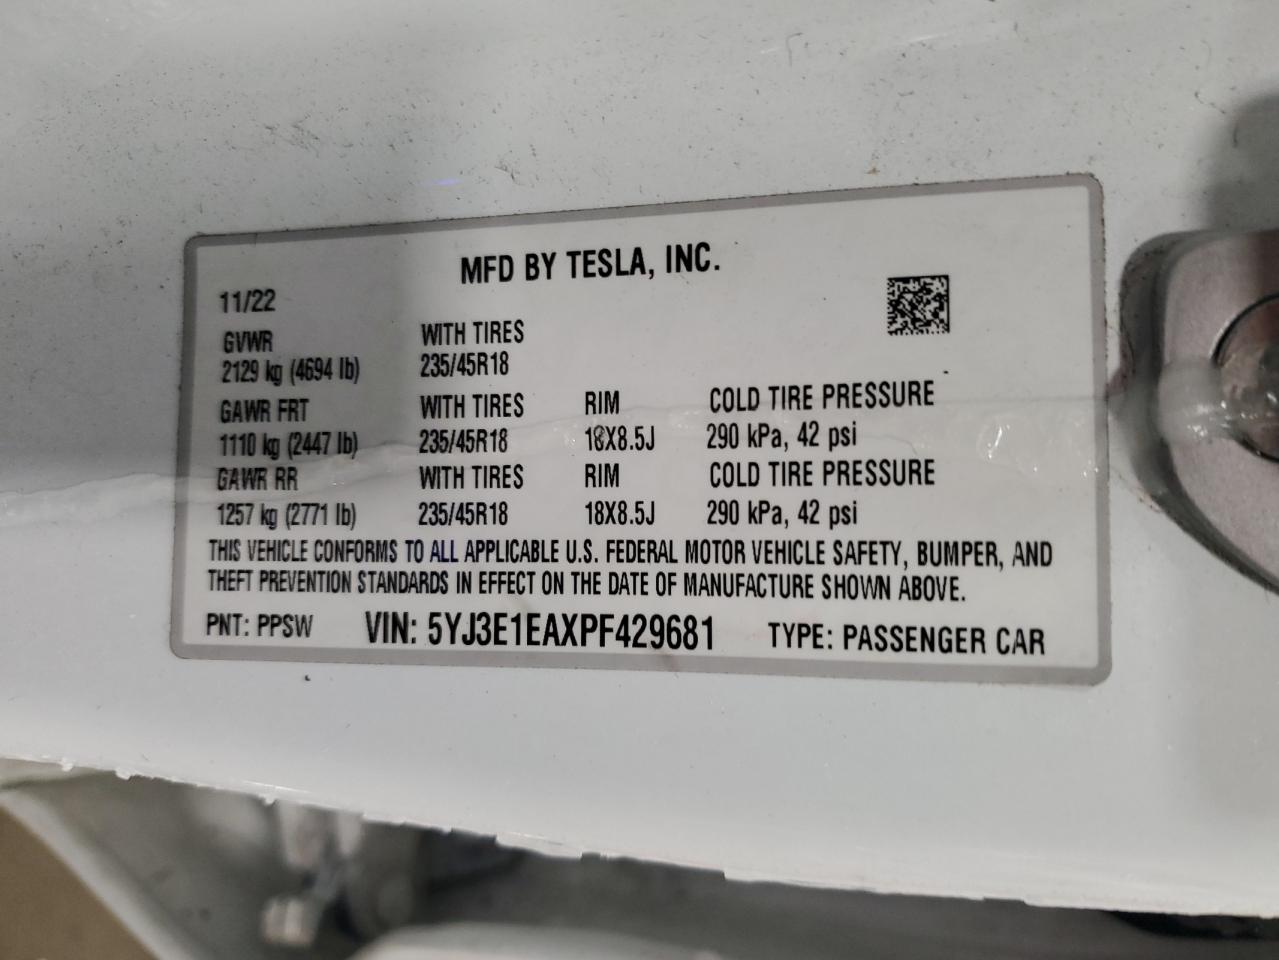 MFD BY TESLA, INC.
11/22
GVWR WITH TIRES
2129 kg (4694 lb) 235/45R18
GAWR FRT WITH TIRES RIM COLD TIRE PRESSURE
1110 kg (2447 lb) 235/45R18 18X8.5J 290 kPa, 42 psi
GAWR RR WITH TIRES RIM COLD TIRE PRESSURE
1257 kg (2771 lb) 235/45R18 18X8.5J 290 kPa, 42 psi
THIS VEHICLE CONFORMS TO ALL APPLICABLE U.S. FEDERAL MOTOR VEHICLE SAFETY, BUMPER, AND
THEFT PREVENTION STANDARDS IN EFFECT ON THE DATE OF MANUFACTURE SHOWN ABOVE.
PNT: PPSW VIN: 5YJ3E1EAXPF429681 TYPE: PASSENGER CAR